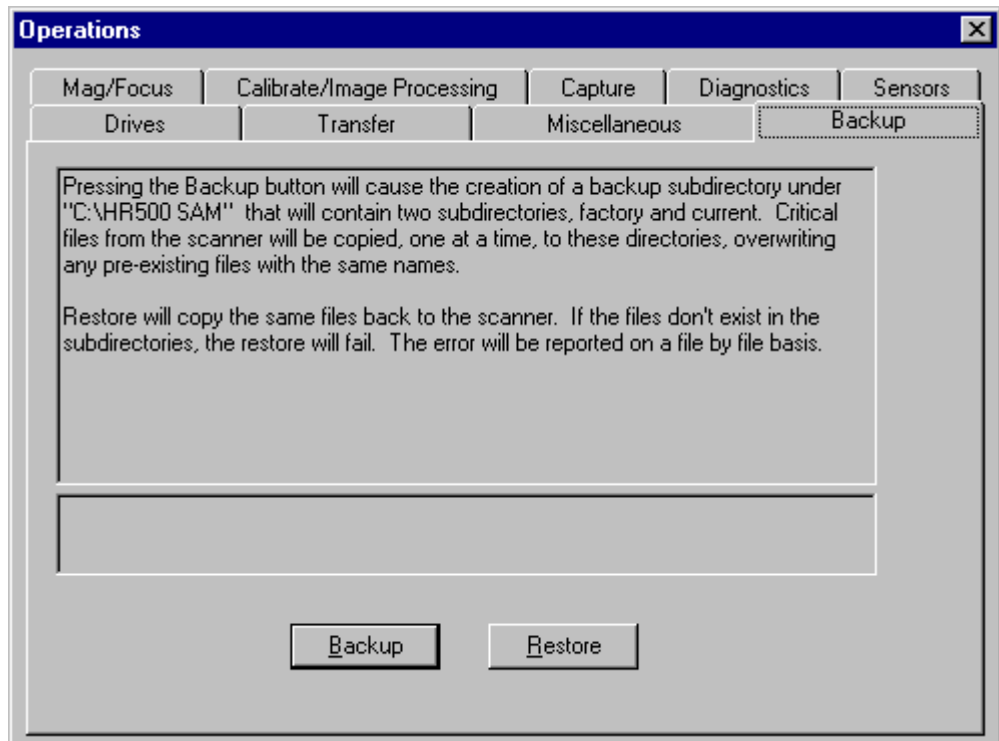 Operations
Mag/Focus Calibrate/Image Processing Capture Diagnostics Sensors
Drives Transfer Miscellaneous Backup
Pressing the Backup button will cause the creation of a backup subdirectory under
"C:\HR500 SAM"  that will contain two subdirectories, factory and current.  Critical
files from the scanner will be copied, one at a time, to these directories, overwriting
any pre-existing files with the same names.
Restore will copy the same files back to the scanner.  If the files don't exist in the
subdirectories, the restore will fail.  The error will be reported on a file by file basis.
Backup Restore